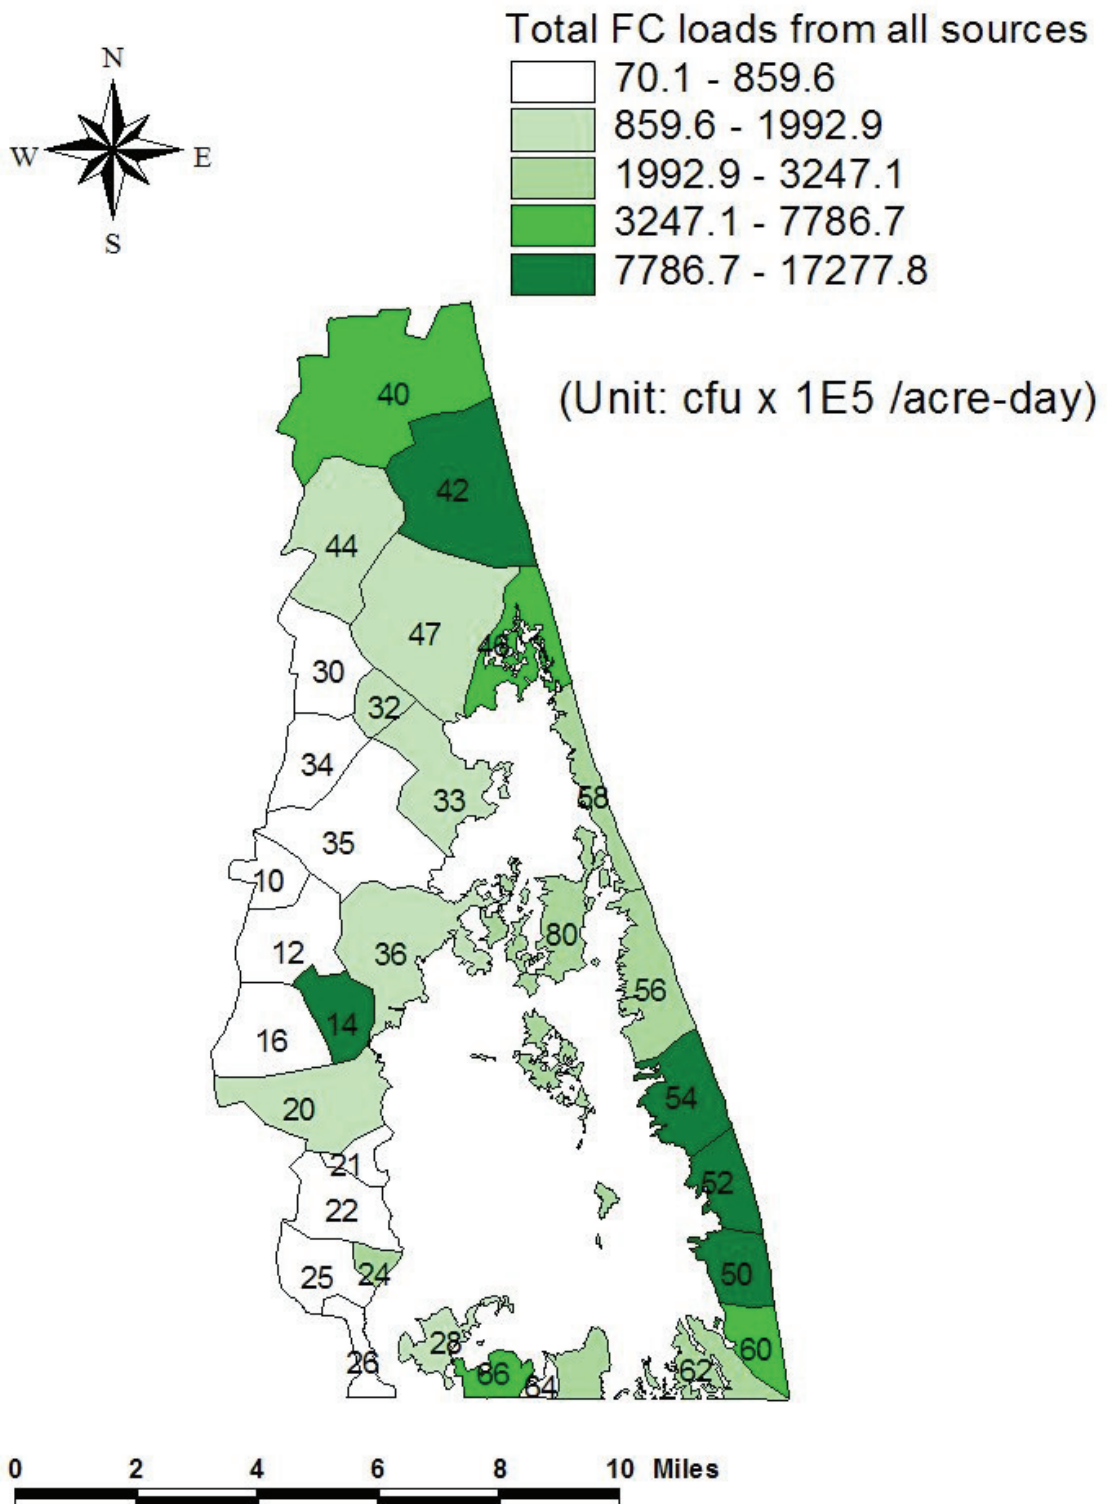 Total FC loads from all sources
70.1 - 859.6
859.6 - 1992.9
1992.9 - 3247.1
3247.1 - 7786.7
7786.7 - 17277.8
N
W E
S
(Unit: cfu x 1E5 /acre-day)
40
42
44
47
46
30
32
34
58
33
35
10
80
12
36
56
14
16
54
20
21
52
22
50
24
25
28
60
26
66
64
62
0 2 4 6 8 10 Miles